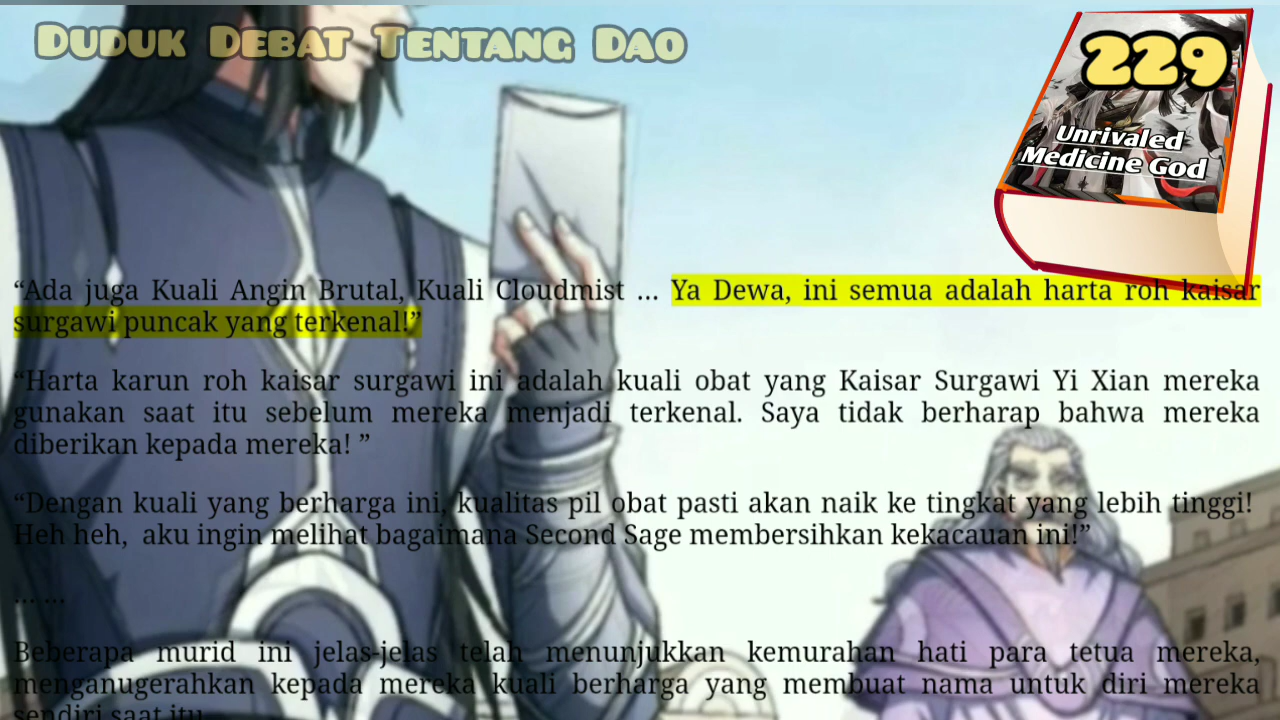 Duduk Debat Tentang Dao
229
Unrivaled
Medicine God
“Ada juga Kuali Angin Brutal, Kuali Cloudmist ... Ya Dewa, ini semua adalah harta roh kaisar
surgawi puncak yang terkenal!”
“Harta karun roh kaisar surgawi ini adalah kuali obat yang Kaisar Surgawi Yi Xian mereka
gunakan saat itu sebelum mereka menjadi terkenal. Saya tidak berharap bahwa mereka
diberikan kepada mereka! ”
“Dengan kuali yang berharga ini, kualitas pil obat pasti akan naik ke tingkat yang lebih tinggi!
Heh heh, aku ingin melihat bagaimana Second Sage membersihkan kekacauan ini!”
... ...
Beberapa murid ini jelas-jelas telah menunjukkan kemurahan hati para tetua mereka,
menganugerahkan kepada mereka kuali berharga yang membuat nama untuk diri mereka
sendiri saat itu.